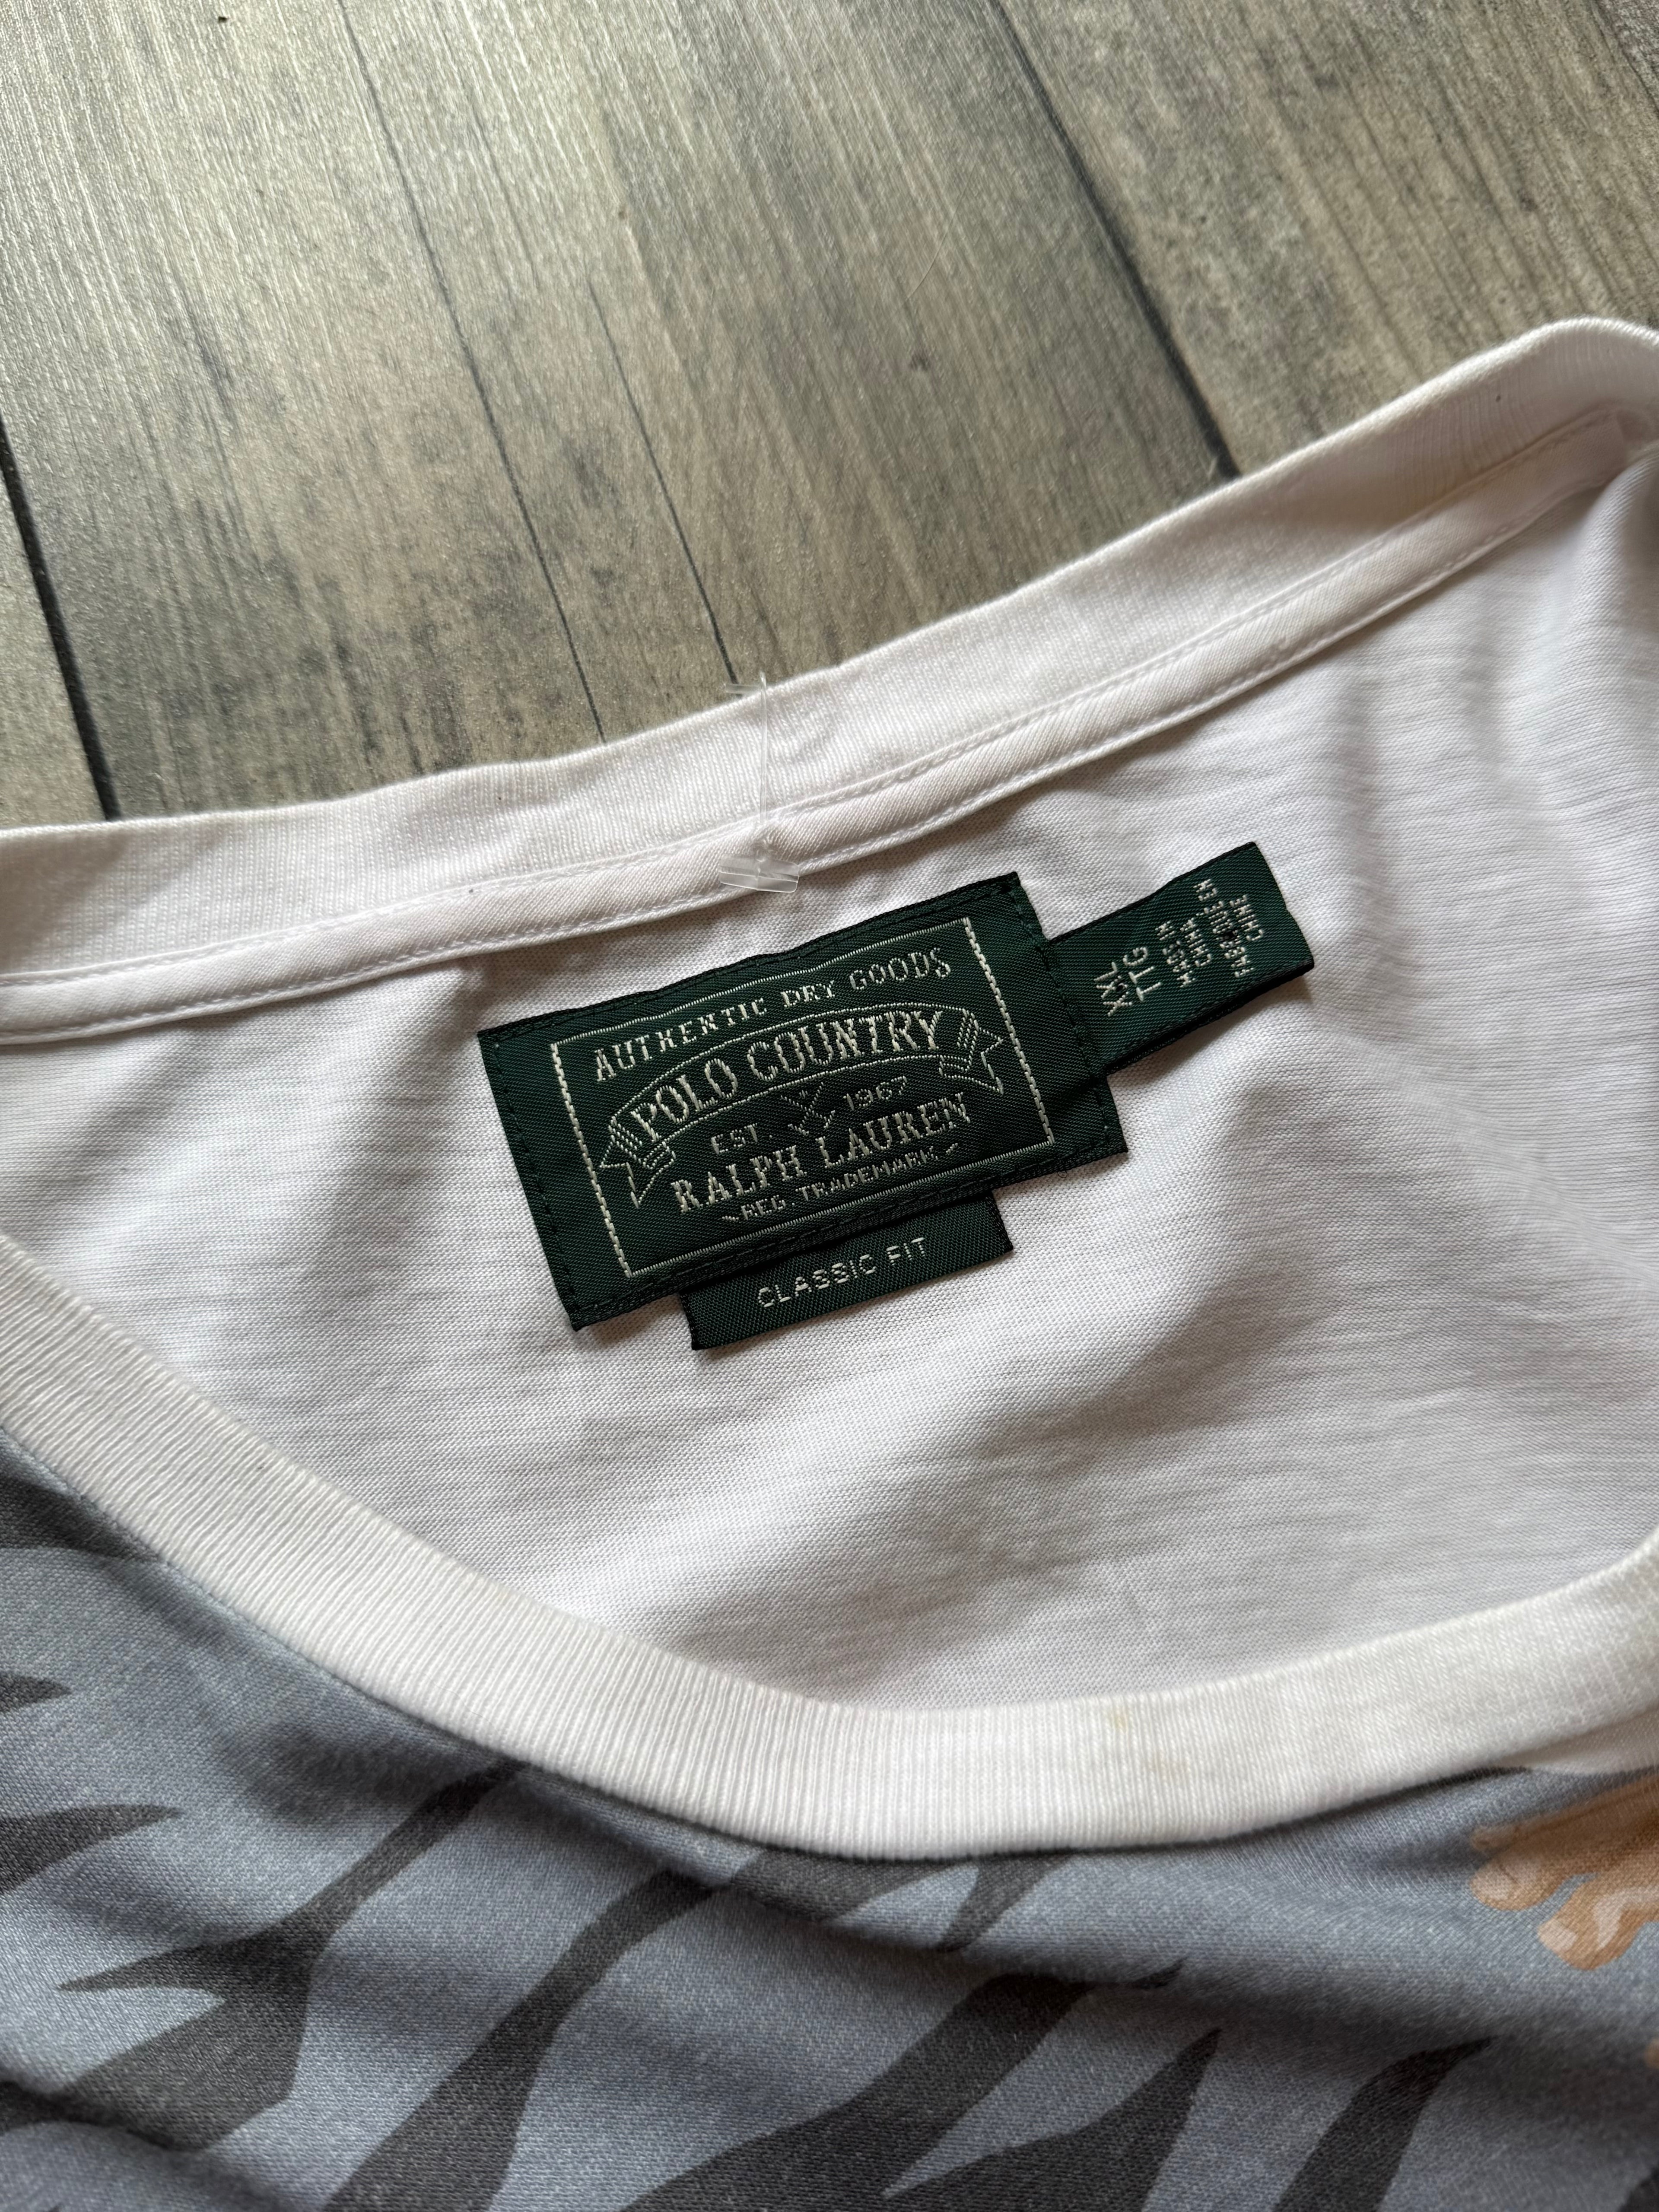 AUTHENTIC DRY GOODS
POLO COUNTRY
EST. 1967
RALPH LAUREN
REG. TRADEMARK
CLASSIC FIT
XXL
TTG
MADE IN
CHINA
FABRIQUÉ EN
CHINE